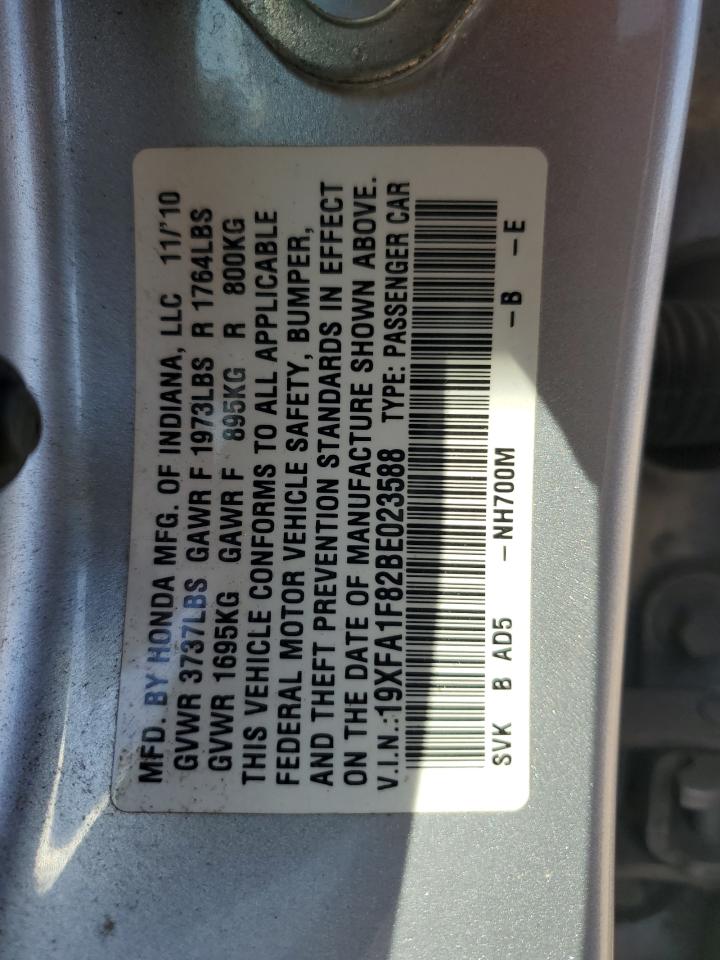 MFD. BY HONDA MFG. OF INDIANA, LLC 11/'10
GVWR 3737LBS GAWR F 1973LBS R 1764LBS
GVWR 1695KG GAWR F 895KG R 800KG
THIS VEHICLE CONFORMS TO ALL APPLICABLE
FEDERAL MOTOR VEHICLE SAFETY, BUMPER,
AND THEFT PREVENTION STANDARDS IN EFFECT
ON THE DATE OF MANUFACTURE SHOWN ABOVE.
V.I.N.:19XFA1F82BE023588 TYPE: PASSENGER CAR
SVK B AD5 -NH700M -B -E